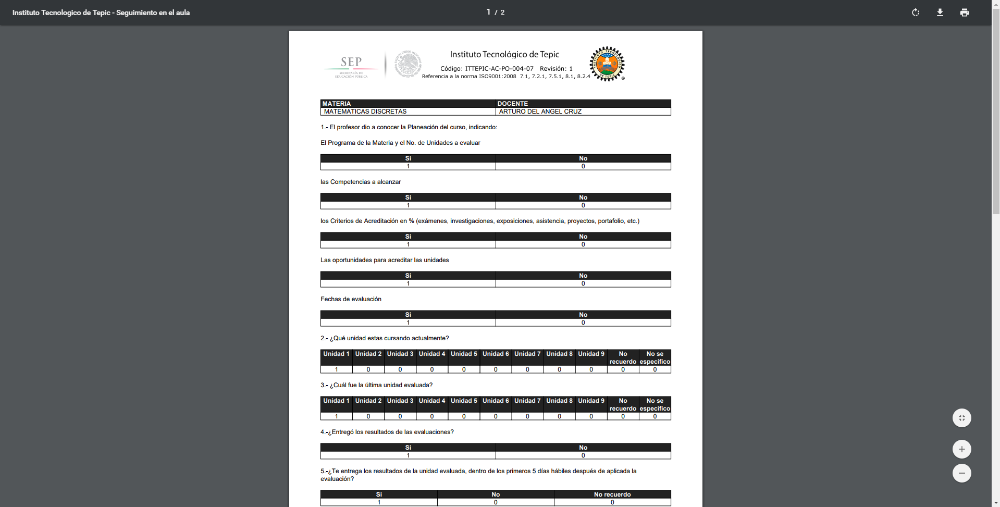 Instituto Tecnologico de Tepic - Seguimiento en el aula
1 / 2
SEP
SECRETARÍA DE
EDUCACIÓN PÚBLICA
ESTADOS UNIDOS MEXICANOS
Instituto Tecnológico de Tepic
Código: ITTEPIC-AC-PO-004-07 Revisión: 1
Referencia a la norma ISO9001:2008 7.1, 7.2.1, 7.5.1, 8.1, 8.2.4
INSTITUTO TECNOLÓGICO
DE TEPIC
®
MATERIA DOCENTE
MATEMATICAS DISCRETAS ARTURO DEL ANGEL CRUZ
1.- El profesor dio a conocer la Planeación del curso, indicando:
El Programa de la Materia y el No. de Unidades a evaluar
Si No
1 0
las Competencias a alcanzar
Si No
1 0
los Criterios de Acreditación en % (exámenes, investigaciones, exposiciones, asistencia, proyectos, portafolio, etc.)
Si No
1 0
Las oportunidades para acreditar las unidades
Si No
1 0
Fechas de evaluación
Si No
1 0
2.- ¿Qué unidad estas cursando actualmente?
Unidad 1 Unidad 2 Unidad 3 Unidad 4 Unidad 5 Unidad 6 Unidad 7 Unidad 8 Unidad 9 No No se
recuerdo específico
1 0 0 0 0 0 0 0 0 0 0
3.- ¿Cuál fue la última unidad evaluada?
Unidad 1 Unidad 2 Unidad 3 Unidad 4 Unidad 5 Unidad 6 Unidad 7 Unidad 8 Unidad 9 No No se
recuerdo específico
1 0 0 0 0 0 0 0 0 0 0
4.-¿Entregó los resultados de las evaluaciones?
Si No
1 0
5.-¿Te entrega los resultados de la unidad evaluada, dentro de los primeros 5 días hábiles después de aplicada la
evaluación?
Si No No recuerdo
1 0 0